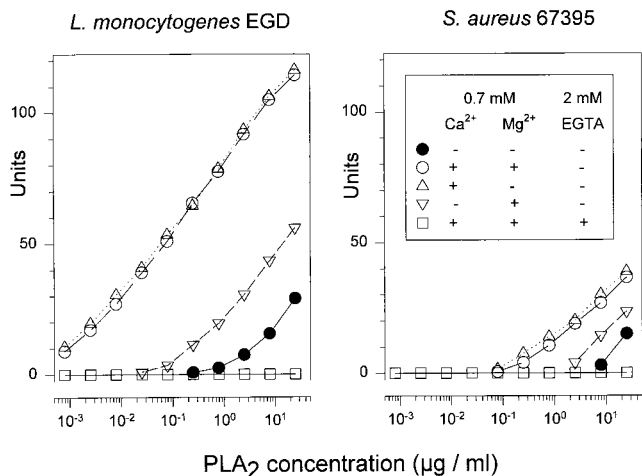 L. monocytogenes EGD
S. aureus 67395
Units
100
50
0
10⁻³ 10⁻² 10⁻¹ 10⁰ 10¹
Units
100
50
0
10⁻³ 10⁻² 10⁻¹ 10⁰ 10¹
0.7 mM 2 mM
Ca²⁺ Mg²⁺ EGTA
- - -
+ + -
+ - -
- + -
+ + +
PLA₂ concentration (µg / ml)